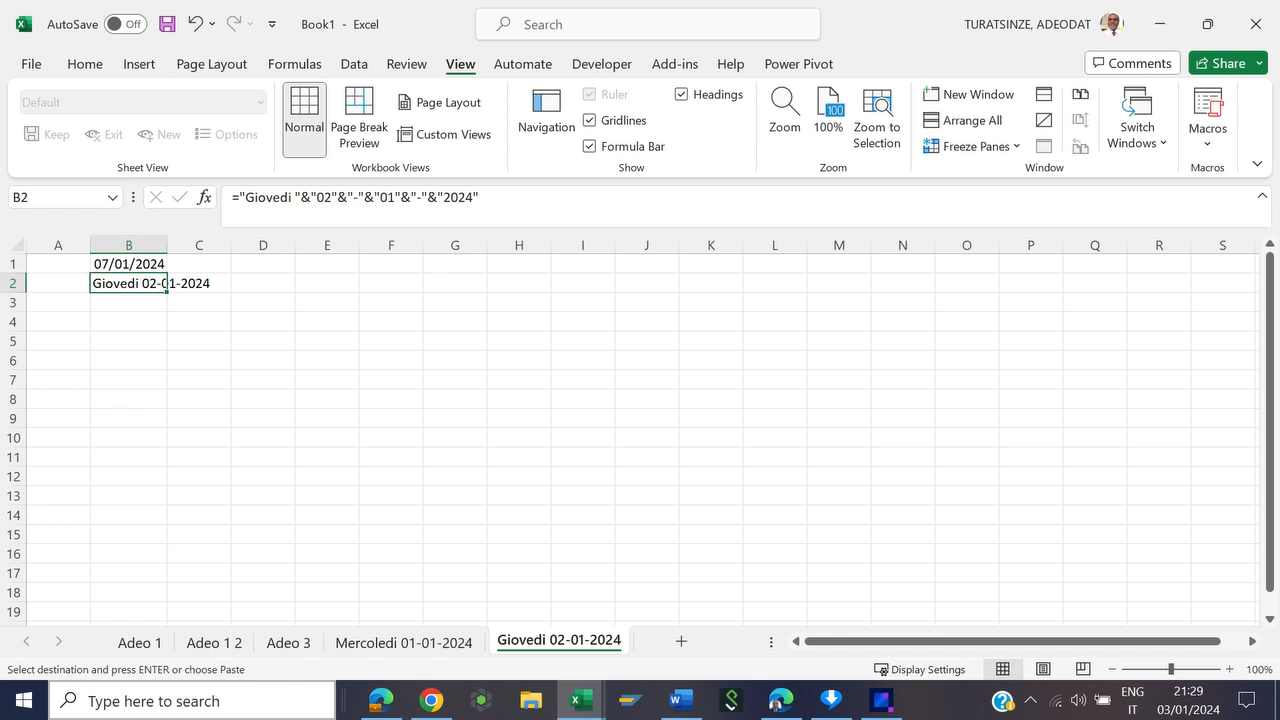 AutoSave Off Book1 - Excel Search TURATSINZE, ADEODAT
File Home Insert Page Layout Formulas Data Review View Automate Developer Add-ins Help Power Pivot Comments Share
Default
Keep Exit New Options
Sheet View
Normal
Page Break Preview
Page Layout
Custom Views
Workbook Views
Navigation
Ruler
Gridlines
Formula Bar
Headings
Show
Zoom
100
100%
Zoom to Selection
Zoom
New Window
Arrange All
Freeze Panes
Switch Windows
Window
Macros
Macros
B2 fx ="Giovedi "&"02"&"-"&"01"&"-"&"2024"
A B C D E F G H I J K L M N O P Q R S
1 07/01/2024
2 Giovedi 02-01-2024
3
4
5
6
7
8
9
10
11
12
13
14
15
16
17
18
19
Adeo 1 Adeo 1 2 Adeo 3 Mercoledi 01-01-2024 Giovedi 02-01-2024
Select destination and press ENTER or choose Paste Display Settings 100%
Type here to search ENG 21:29
IT 03/01/2024